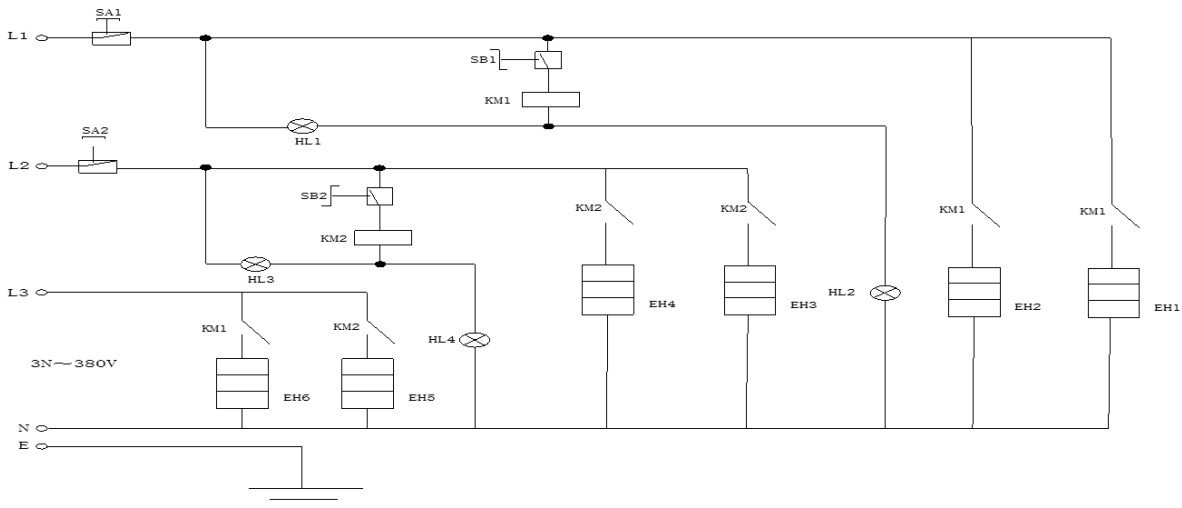 SA1
L1
SB1
KM1
HL1
SA2
L2
SB2
KM2
HL3
KM2
KM2
KM1
KM1
L3
HL2
EH4
EH3
EH2
EH1
KM1
KM2
HL4
3N～380V
EH6
EH5
N
E